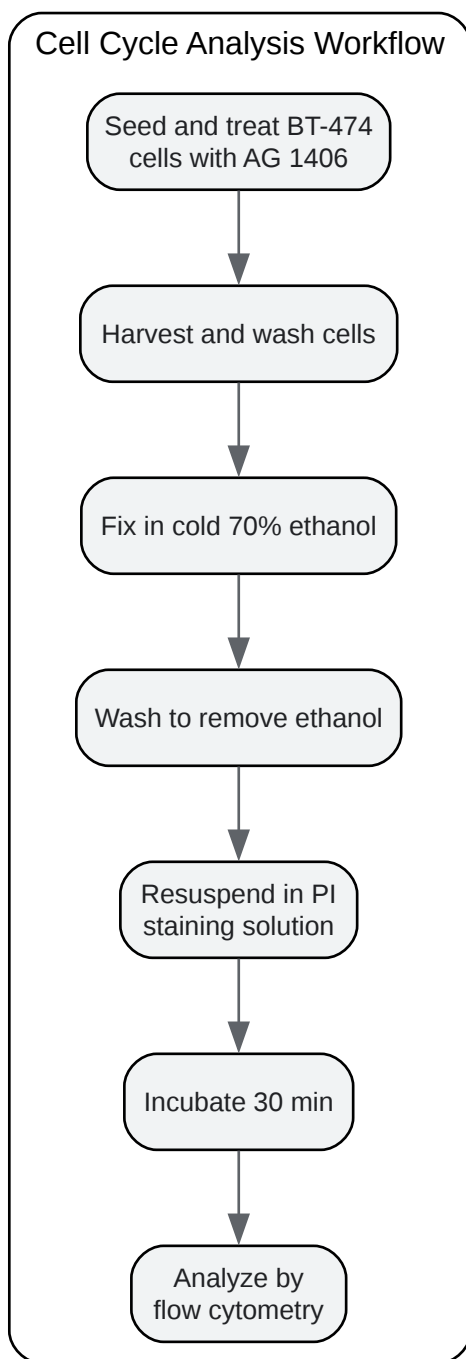 Cell Cycle Analysis Workflow
Seed and treat BT-474
cells with AG 1406
Harvest and wash cells
Fix in cold 70% ethanol
Wash to remove ethanol
Resuspend in PI
staining solution
Incubate 30 min
Analyze by
flow cytometry